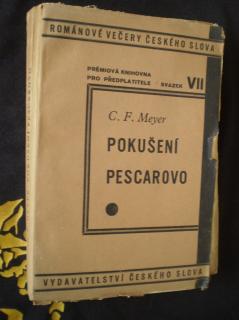 ROMÁNOVÉ VEČERY ČESKÉHO SLOVA
PRÉMIOVÁ KNIHOVNA
PRO PŘEDPLATITELE · SVAZEK VII
C. F. Meyer
POKUŠENÍ
PESCAROVO
VYDAVATELSTVÍ ČESKÉHO SLOVA